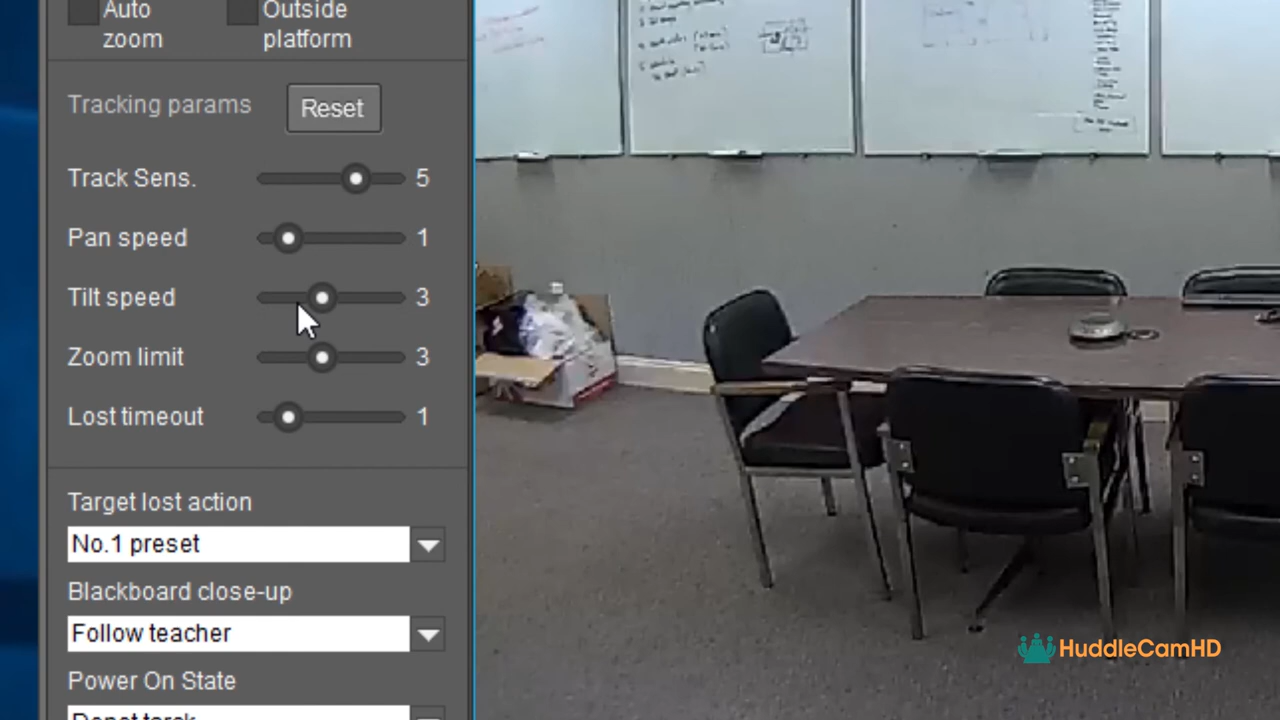 Auto zoom
Outside platform
Tracking params
Reset
Track Sens. 5
Pan speed 1
Tilt speed 3
Zoom limit 3
Lost timeout 1
Target lost action
No.1 preset
Blackboard close-up
Follow teacher
Power On State
HuddleCamHD